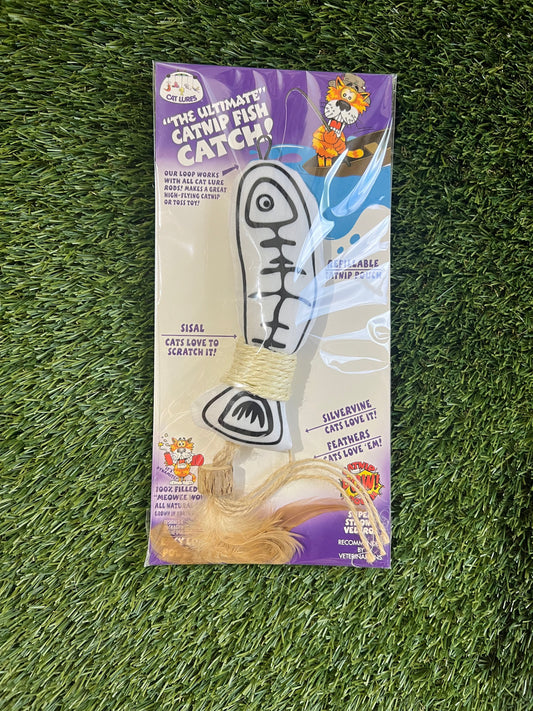 CAT LURES
"THE ULTIMATE"
CATNIP FISH
CATCH!
OUR LOOP WORKS
WITH ALL CAT LURE
RODS! MAKES A GREAT
HIGH-FLYING CATNIP
OR TOSS TOY!
REFILLABLE
CATNIP POUCH
SISAL
CATS LOVE TO
SCRATCH IT!
SILVERVINE
CATS LOVE IT!
FEATHERS
CATS LOVE 'EM!
100% FILLED
"MEOWEE
ALL NATURAL
RECOMMENDED
BY
VETERINARIANS